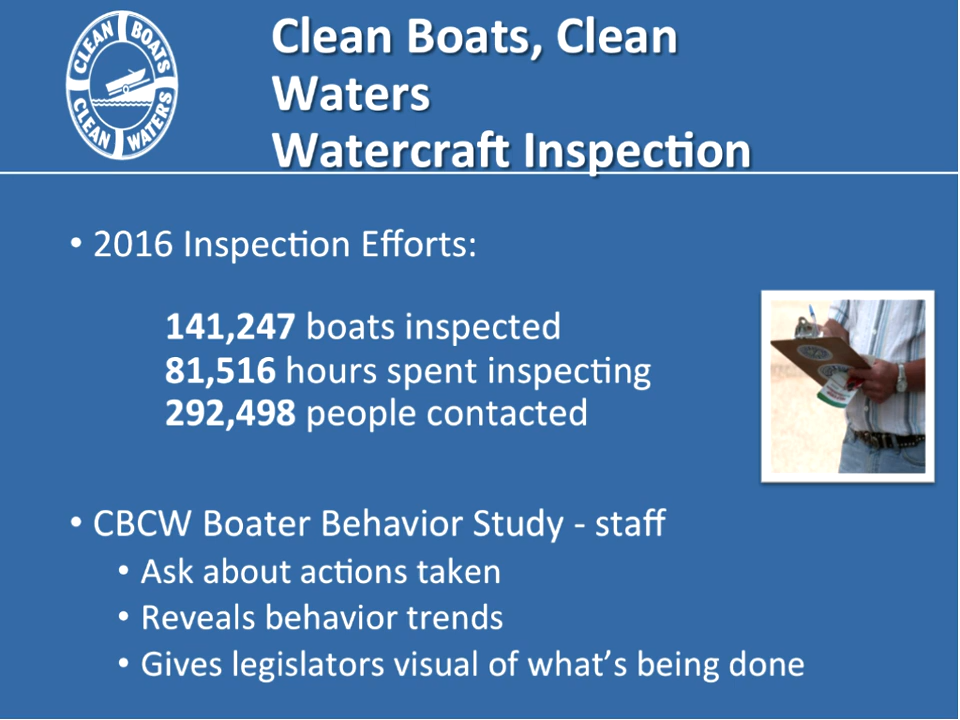 CLEAN BOATS
CLEAN WATERS
Clean Boats, Clean
Waters
Watercraft Inspection
• 2016 Inspection Efforts:
141,247 boats inspected
81,516 hours spent inspecting
292,498 people contacted
• CBCW Boater Behavior Study - staff
• Ask about actions taken
• Reveals behavior trends
• Gives legislators visual of what's being done